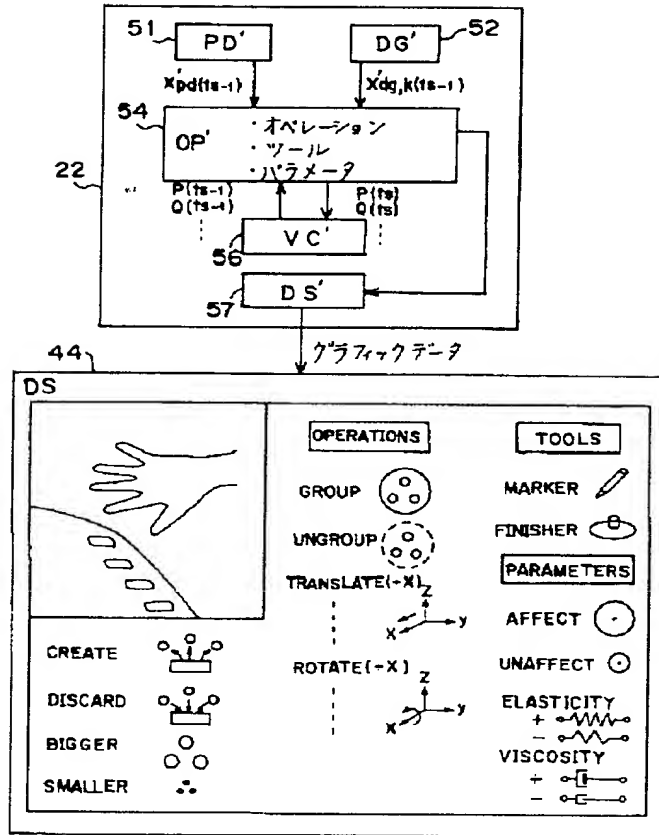 51
PD'
DG'
52
X'pd(ts-1)
X'dg,k(ts-1)
54
OP'
・オペレーション
・ツール
・パラメータ
22
P(ts-1)
Q(ts-1)
P(ts)
Q(ts)
VC'
56
DS'
57
グラフィックデータ
44
DS
OPERATIONS
GROUP
UNGROUP
TRANSLATE(-X)
Z
X
y
ROTATE(-X)
Z
X
y
TOOLS
MARKER
FINISHER
PARAMETERS
AFFECT
UNAFFECT
ELASTICITY
+
-
VISCOSITY
+
-
CREATE
DISCARD
BIGGER
SMALLER